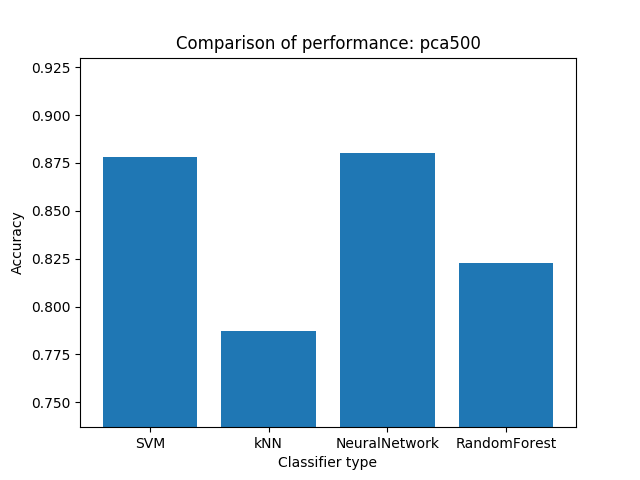 Comparison of performance: pca500
0.925
0.900
0.875
0.850
0.825
0.800
0.775
0.750
Accuracy
SVM kNN NeuralNetwork RandomForest
Classifier type